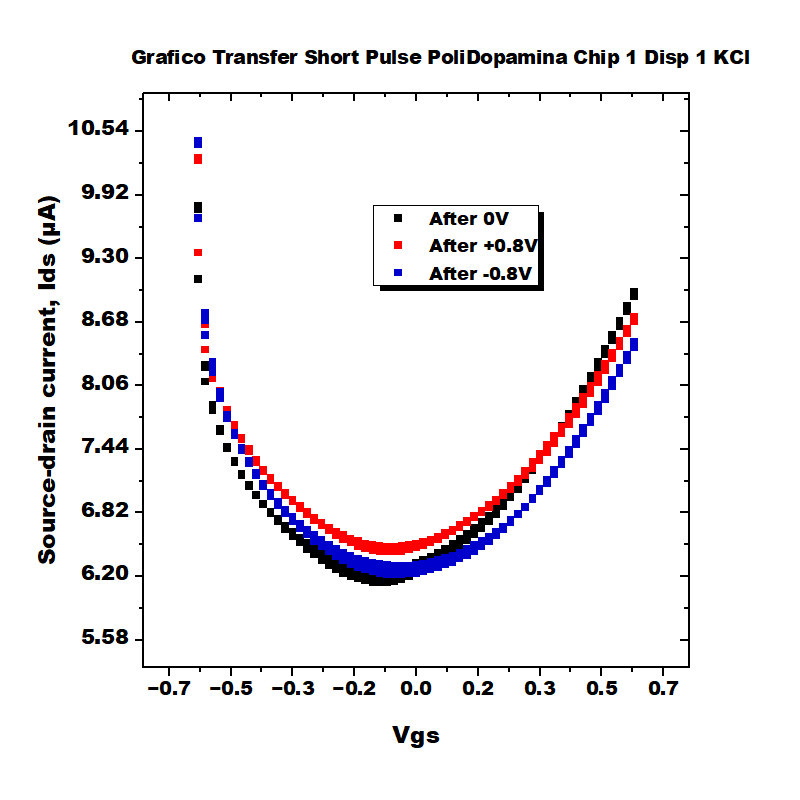 Grafico Transfer Short Pulse PoliDopamina Chip 1 Disp 1 KCl
10.54
9.92
9.30
8.68
8.06
7.44
6.82
6.20
5.58
Source-drain current, Ids (μA)
After 0V
After +0.8V
After -0.8V
−0.7 −0.5 −0.3 −0.2 0.0 0.2 0.3 0.5 0.7
Vgs